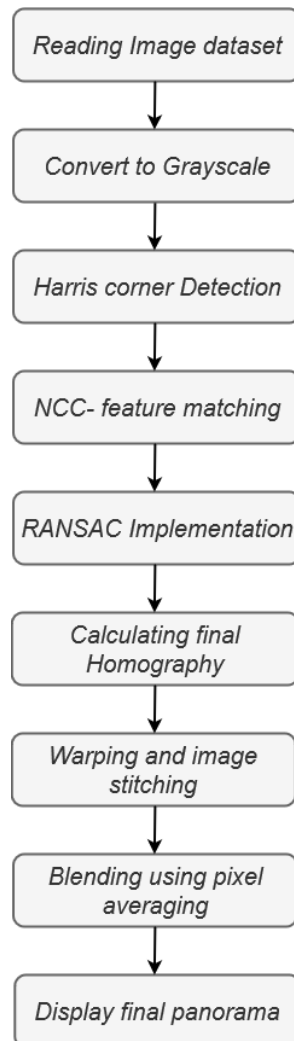 Reading Image dataset
Convert to Grayscale
Harris corner Detection
NCC- feature matching
RANSAC Implementation
Calculating final
Homography
Warping and image
stitching
Blending using pixel
averaging
Display final panorama